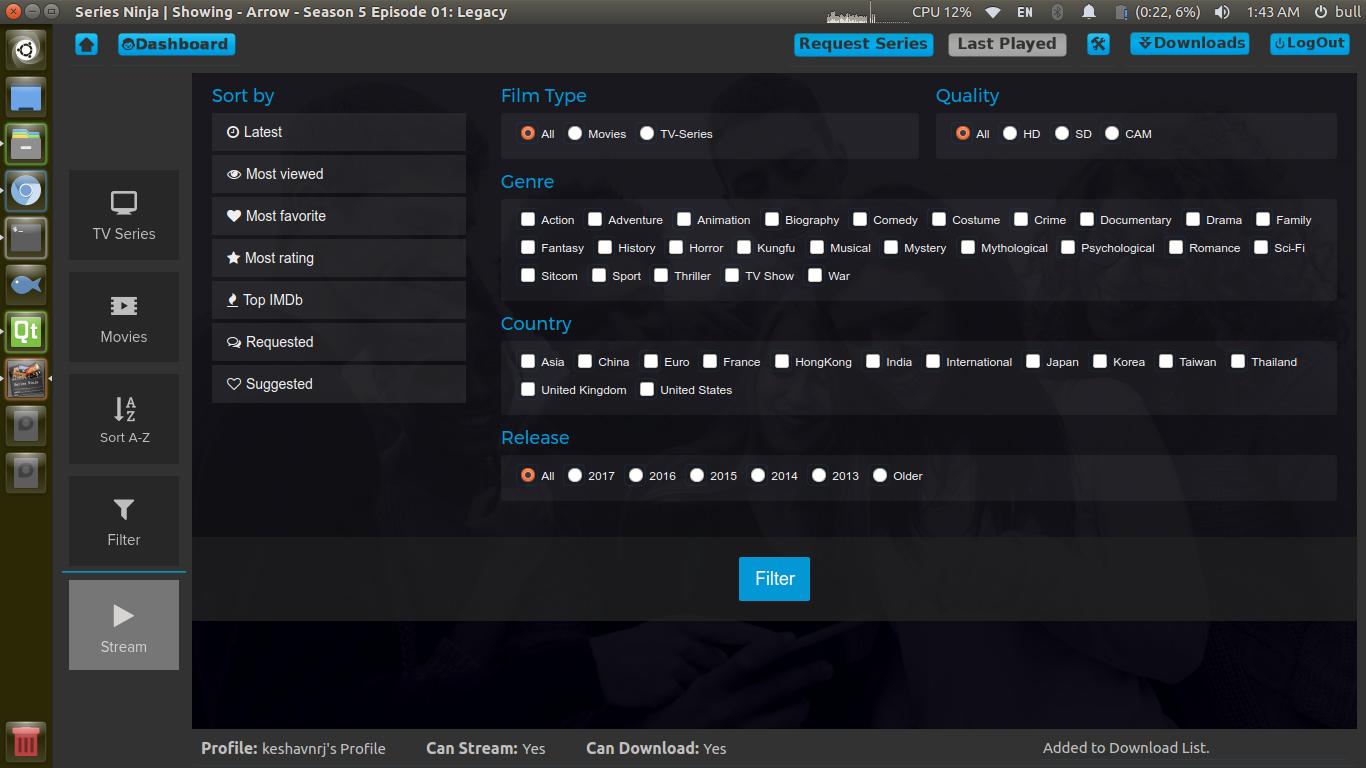 Series Ninja | Showing - Arrow - Season 5 Episode 01: Legacy CPU 12% EN (0:22, 6%) 1:43 AM bull
Dashboard Request Series Last Played Downloads LogOut
Sort by
Latest
Most viewed
Most favorite
Most rating
Top IMDb
Requested
Suggested
Film Type
All Movies TV-Series
Quality
All HD SD CAM
Genre
Action Adventure Animation Biography Comedy Costume Crime Documentary Drama Family
Fantasy History Horror Kungfu Musical Mystery Mythological Psychological Romance Sci-Fi
Sitcom Sport Thriller TV Show War
Country
Asia China Euro France HongKong India International Japan Korea Taiwan Thailand
United Kingdom United States
Release
All 2017 2016 2015 2014 2013 Older
Filter
TV Series
Movies
A
Z
Sort A-Z
Filter
Stream
Qt
Profile: keshavnrj's Profile Can Stream: Yes Can Download: Yes Added to Download List.